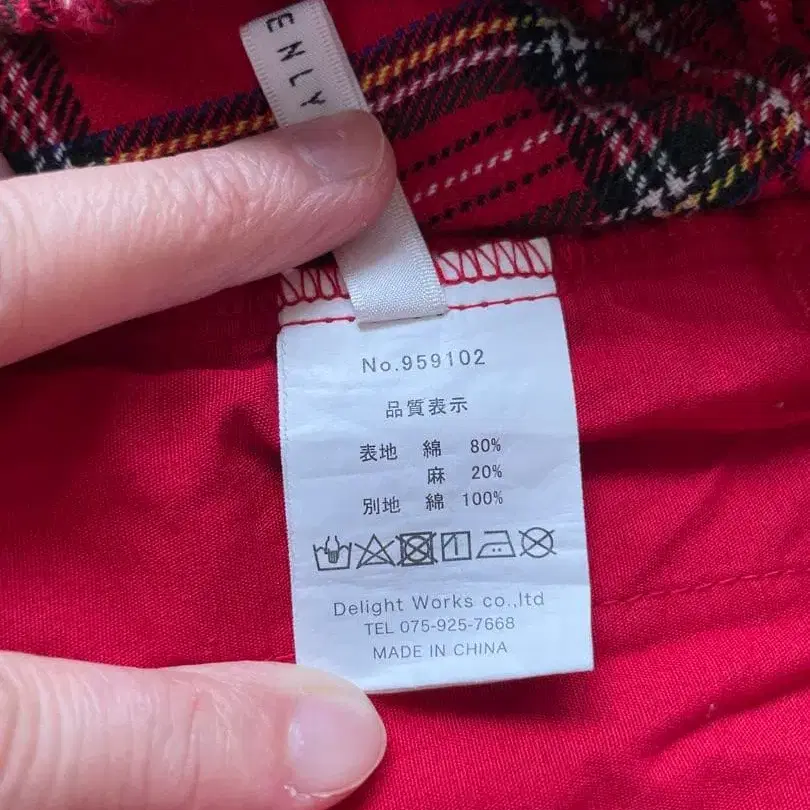 ENLY
No.959102
品質表示
表地 綿 80%
麻 20%
別地 綿 100%
Delight Works co.,ltd
TEL 075-925-7668
MADE IN CHINA